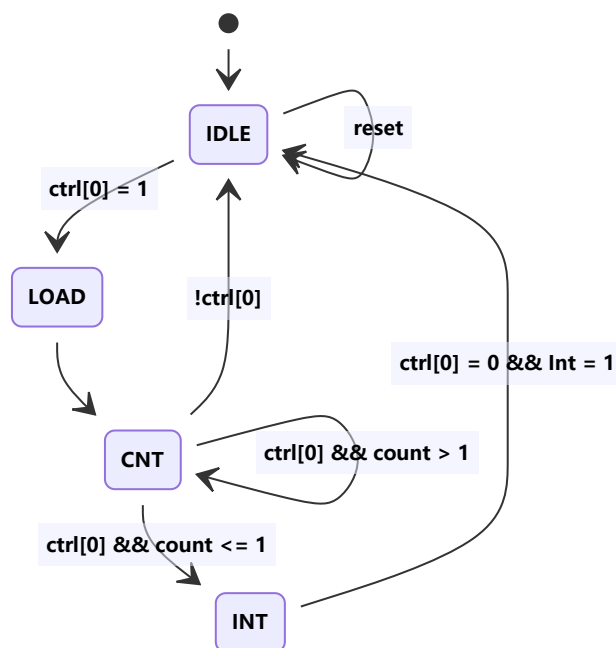 IDLE
reset
ctrl[0] = 1
LOAD
!ctrl[0]
ctrl[0] = 0 && Int = 1
CNT
ctrl[0] && count > 1
ctrl[0] && count <= 1
INT